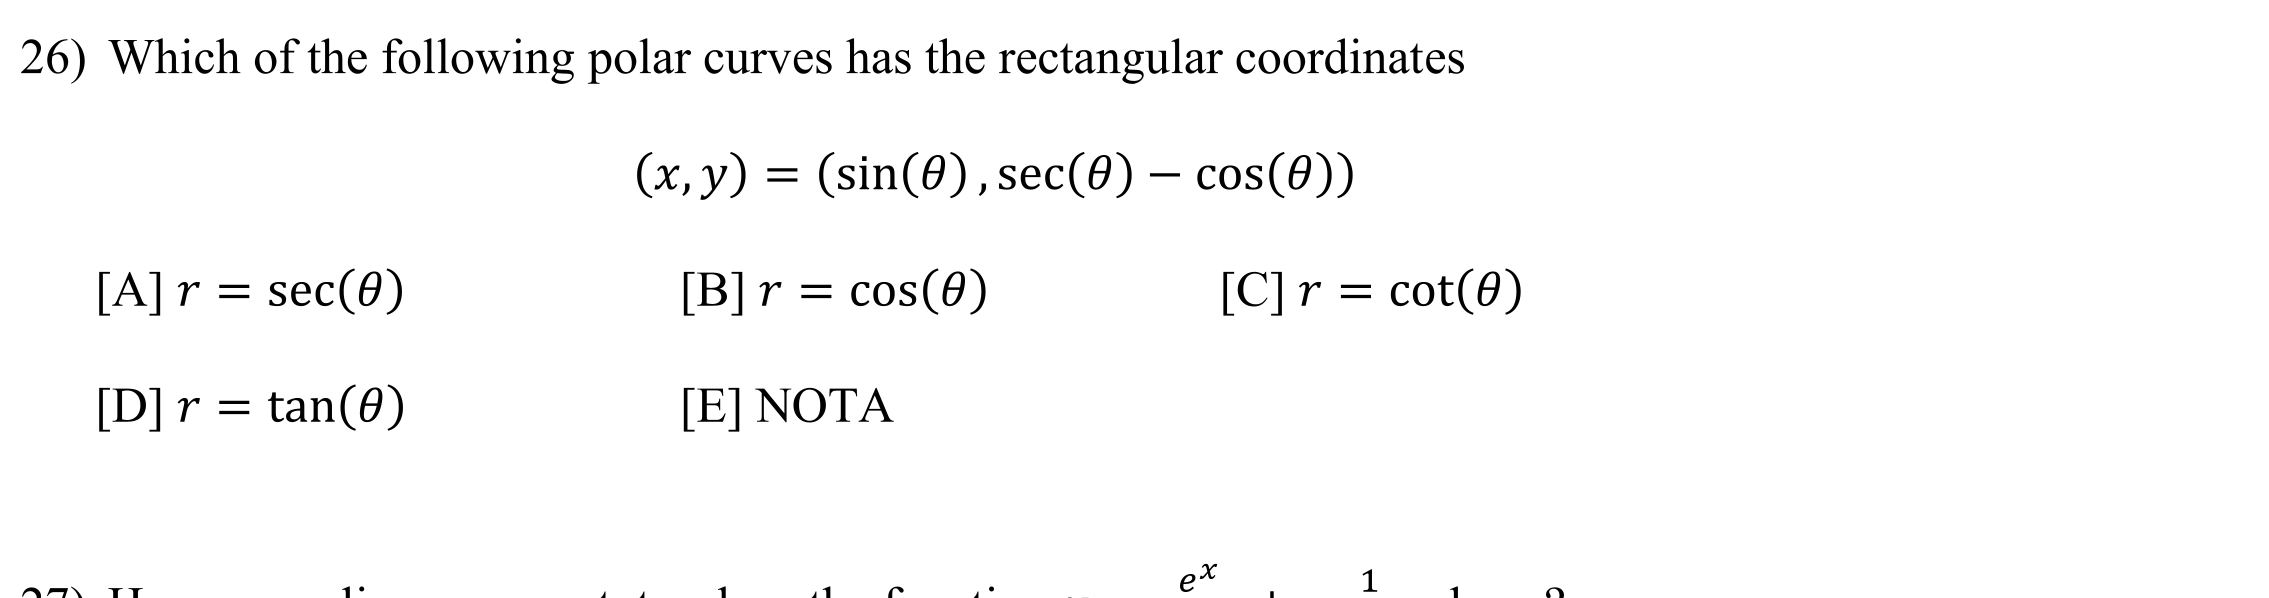 26) Which of the following polar curves has the rectangular coordinates
(x, y) = (sin(θ) , sec(θ) − cos(θ))
[A] r = sec(θ) [B] r = cos(θ) [C] r = cot(θ)
[D] r = tan(θ) [E] NOTA